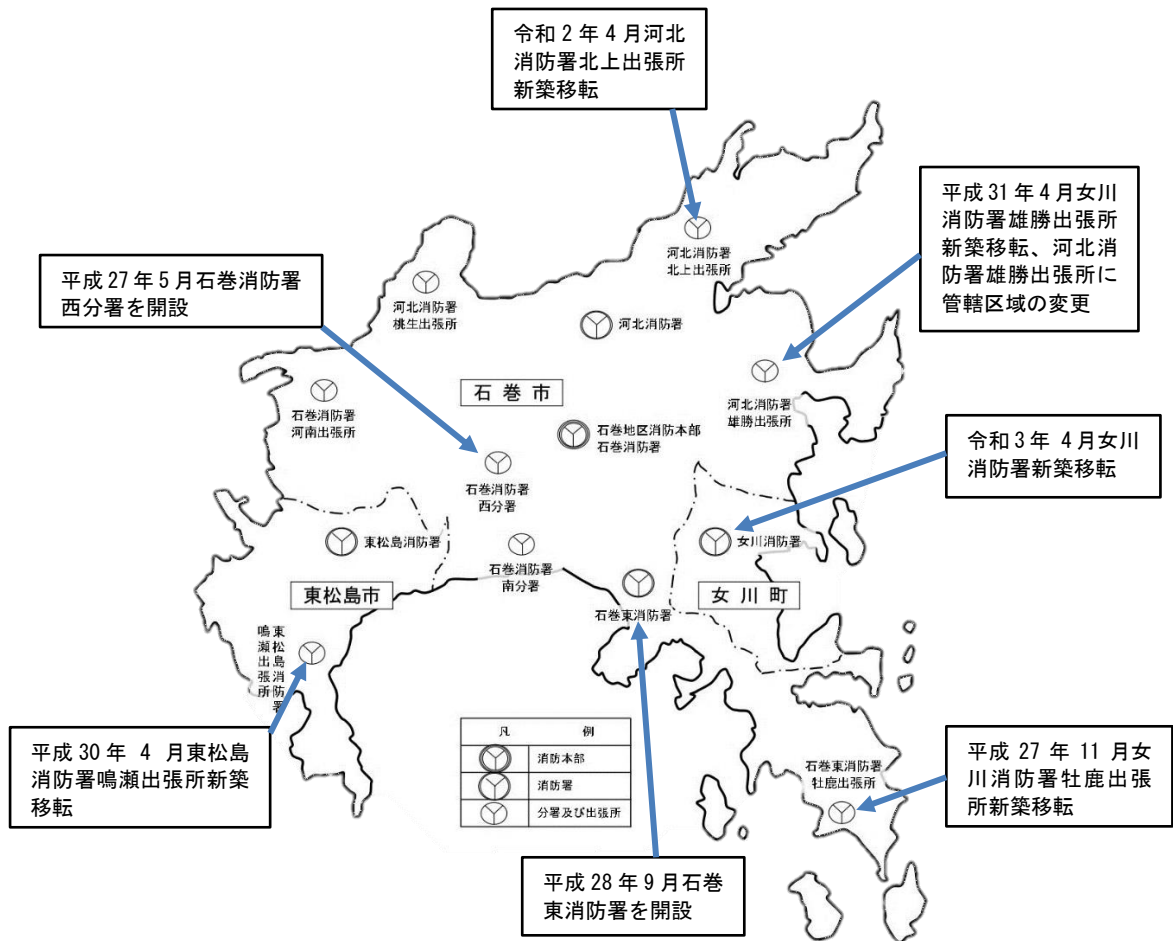 令和２年４月河北
消防署北上出張所
新築移転
平成 31 年４月女川
消防署雄勝出張所
新築移転、河北消
防署雄勝出張所に
管轄区域の変更
平成 27 年５月石巻消防署
西分署を開設
河北消防署
北上出張所
河北消防署
桃生出張所
河北消防署
石巻消防署
河南出張所
石巻市
河北消防署
雄勝出張所
石巻地区消防本部
石巻消防署
令和３年 ４月女川
消防署新築移転
石巻消防署
西分署
東松島消防署
石巻消防署
南分署
女川消防署
東松島市
石巻東消防署
女川町
東松島消防署
鳴瀬出張所
凡例
消防本部
消防署
分署及び出張所
平成 30 年 ４ 月東松島
消防署鳴瀬出張所新築
移転
石巻東消防署
牡鹿出張所
平成 27 年 11 月女
川消防署牡鹿出張
所新築移転
平成 28 年９月石巻
東消防署を開設